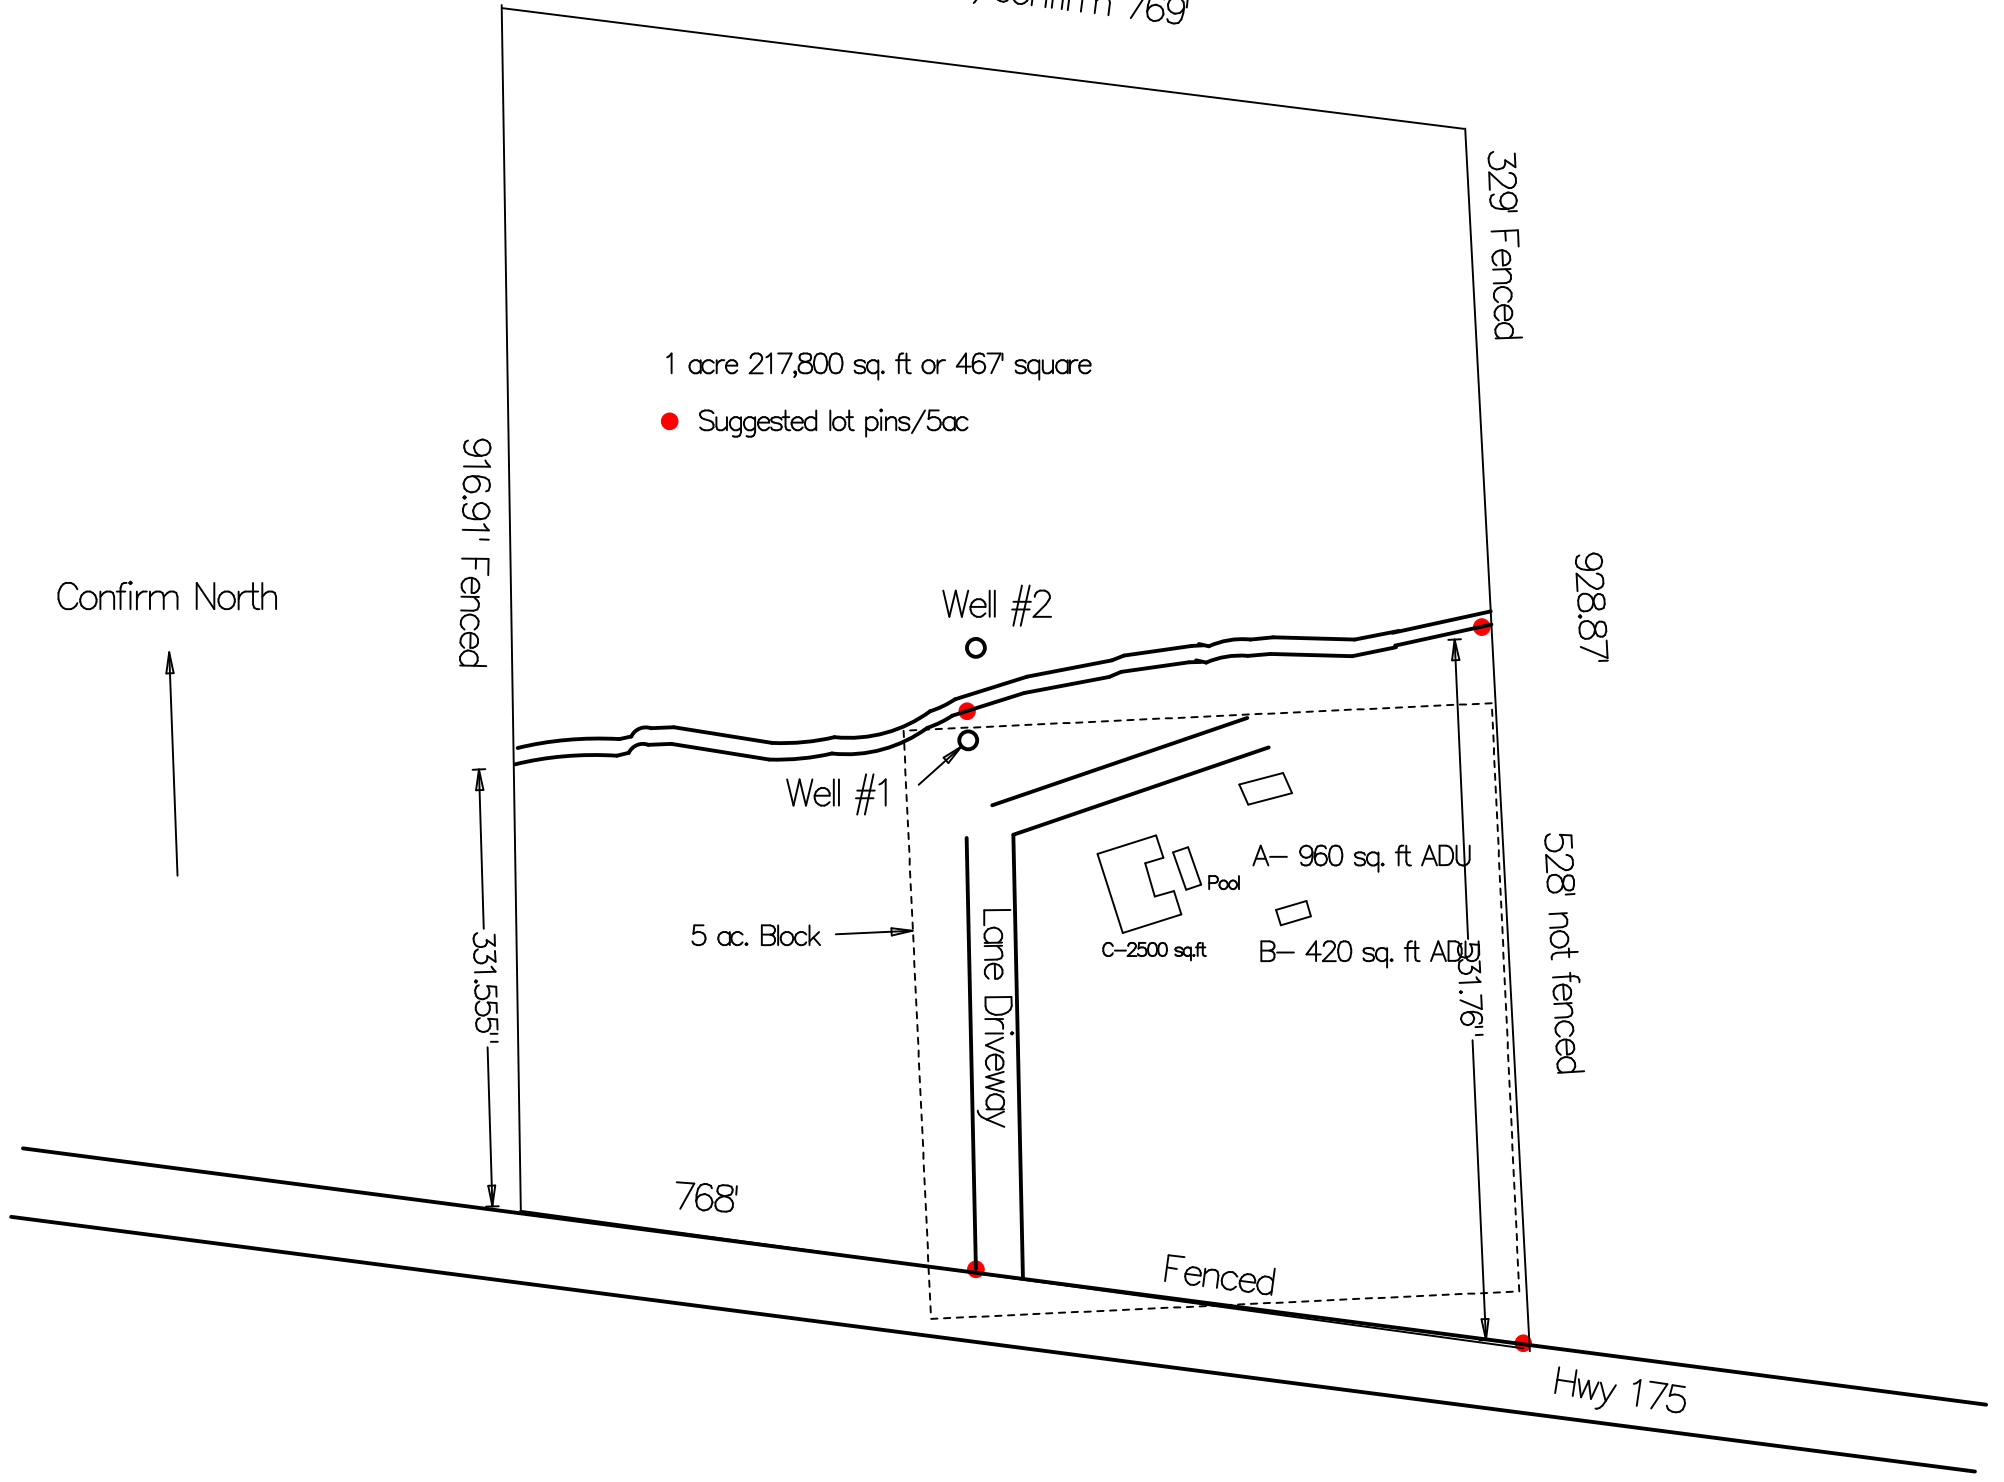 /Confirm 769'
329' Fenced
1 acre 217,800 sq. ft or 467' square
Suggested lot pins/5ac
916.91' Fenced
Confirm North
Well #2
928.87'
Well #1
528' not fenced
A- 960 sq. ft ADU
Pool
5 ac. Block
Lane Driveway
C-2500 sq.ft
B- 420 sq. ft ADU
331.555"
531.76"
768'
Fenced
Hwy 175